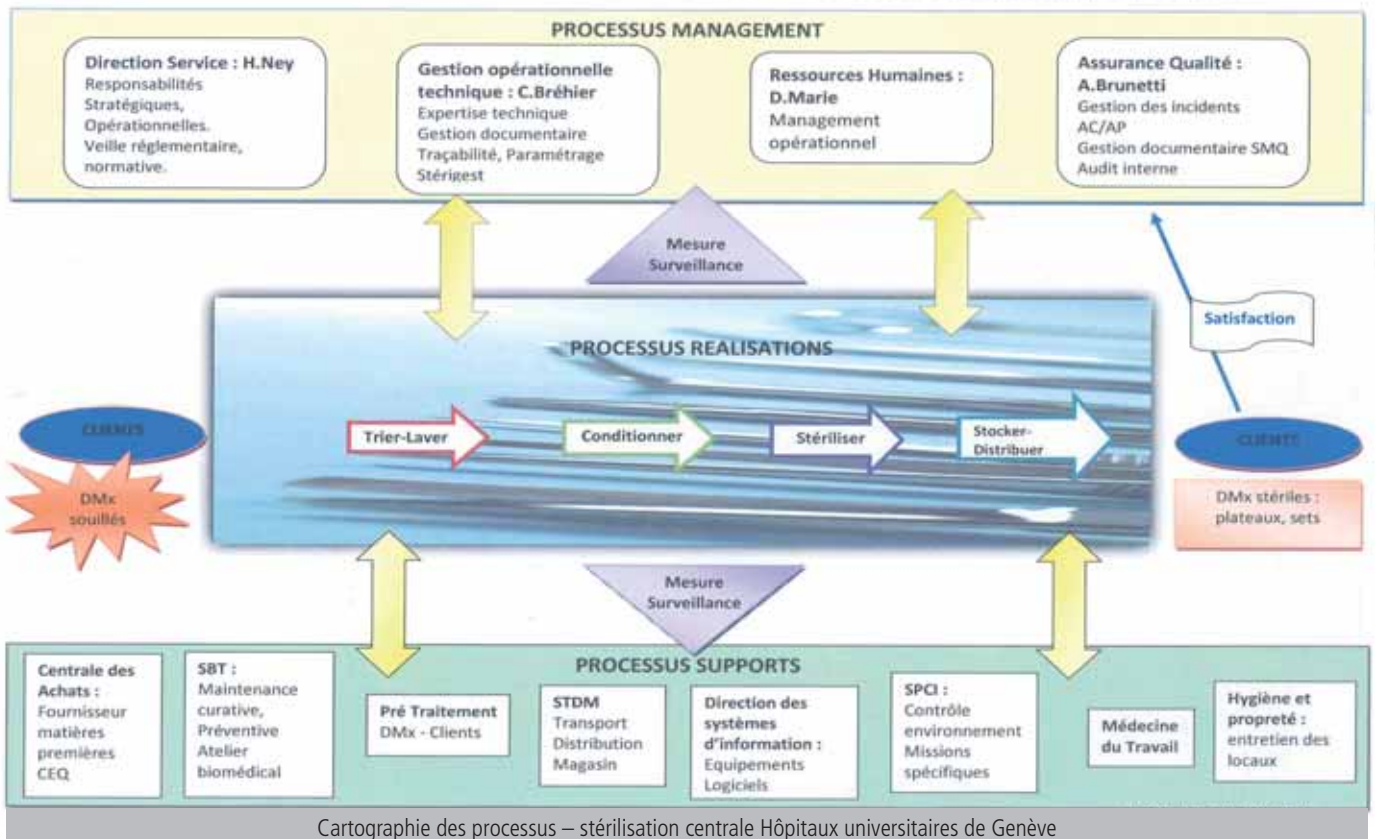 PROCESSUS MANAGEMENT
Direction Service : H.Ney
Responsabilités
Stratégiques,
Opérationnelles.
Veille réglementaire,
normative.
Gestion opérationnelle
technique : C.Bréhier
Expertise technique
Gestion documentaire
Traçabilité, Paramétrage
Stérigest
Ressources Humaines :
D.Marie
Management
opérationnel
Assurance Qualité :
A.Brunetti
Gestion des incidents
AC/AP
Gestion documentaire SMQ
Audit interne
Mesure
Surveillance
Satisfaction
PROCESSUS REALISATIONS
CLIENTS
DMx
souillés
Trier-Laver
Conditionner
Stériliser
Stocker-
Distribuer
CLIENTS
DMx stériles :
plateaux, sets
Mesure
Surveillance
PROCESSUS SUPPORTS
Centrale des
Achats :
Fournisseur
matières
premières
CEQ
SBT :
Maintenance
curative,
Préventive
Atelier
biomédical
Pré Traitement
DMx - Clients
STDM
Transport
Distribution
Magasin
Direction des
systèmes
d'information :
Equipements
Logiciels
SPCI :
Contrôle
environnement
Missions
spécifiques
Médecine
du Travail
Hygiène et
propreté :
entretien des
locaux
Cartographie des processus – stérilisation centrale Hôpitaux universitaires de Genève